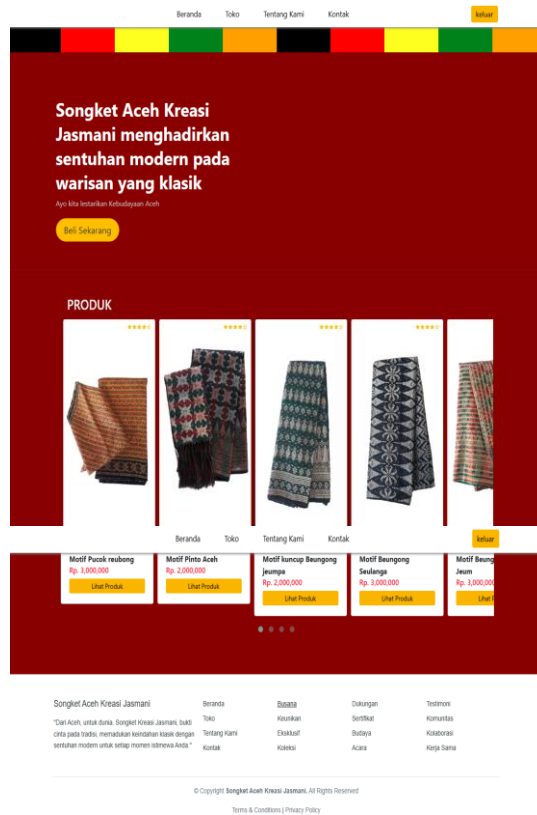 Beranda Toko Tentang Kami Kontak keluar
Songket Aceh Kreasi
Jasmani menghadirkan
sentuhan modern pada
warisan yang klasik
Ayo kita lestarikan Kebudayaan Aceh
Beli Sekarang
PRODUK
Beranda Toko Tentang Kami Kontak keluar
Motif Pucok reubong
Rp. 3,000,000
Lihat Produk
Motif Pinto Aceh
Rp. 2,000,000
Lihat Produk
Motif kuncup Beungong
jeumpa
Rp. 2,000,000
Lihat Produk
Motif Beungong
Seulanga
Rp. 3,000,000
Lihat Produk
Motif Beung
Jeum
Rp. 3,000,000
Lihat
Songket Aceh Kreasi Jasmani
"Dari Aceh, untuk dunia. Songket Kreasi Jasmani, bukti
cinta pada tradisi, memadukan keindahan klasik dengan
sentuhan modern untuk setiap momen istimewa Anda."
Beranda
Toko
Tentang Kami
Kontak
Busana
Keunikan
Eksklusif
Koleksi
Dukungan
Sertifikat
Budaya
Acara
Testimoni
Komunitas
Kolaborasi
Kerja Sama
© Copyright Songket Aceh Kreasi Jasmani. All Rights Reserved
Terms & Conditions | Privacy Policy